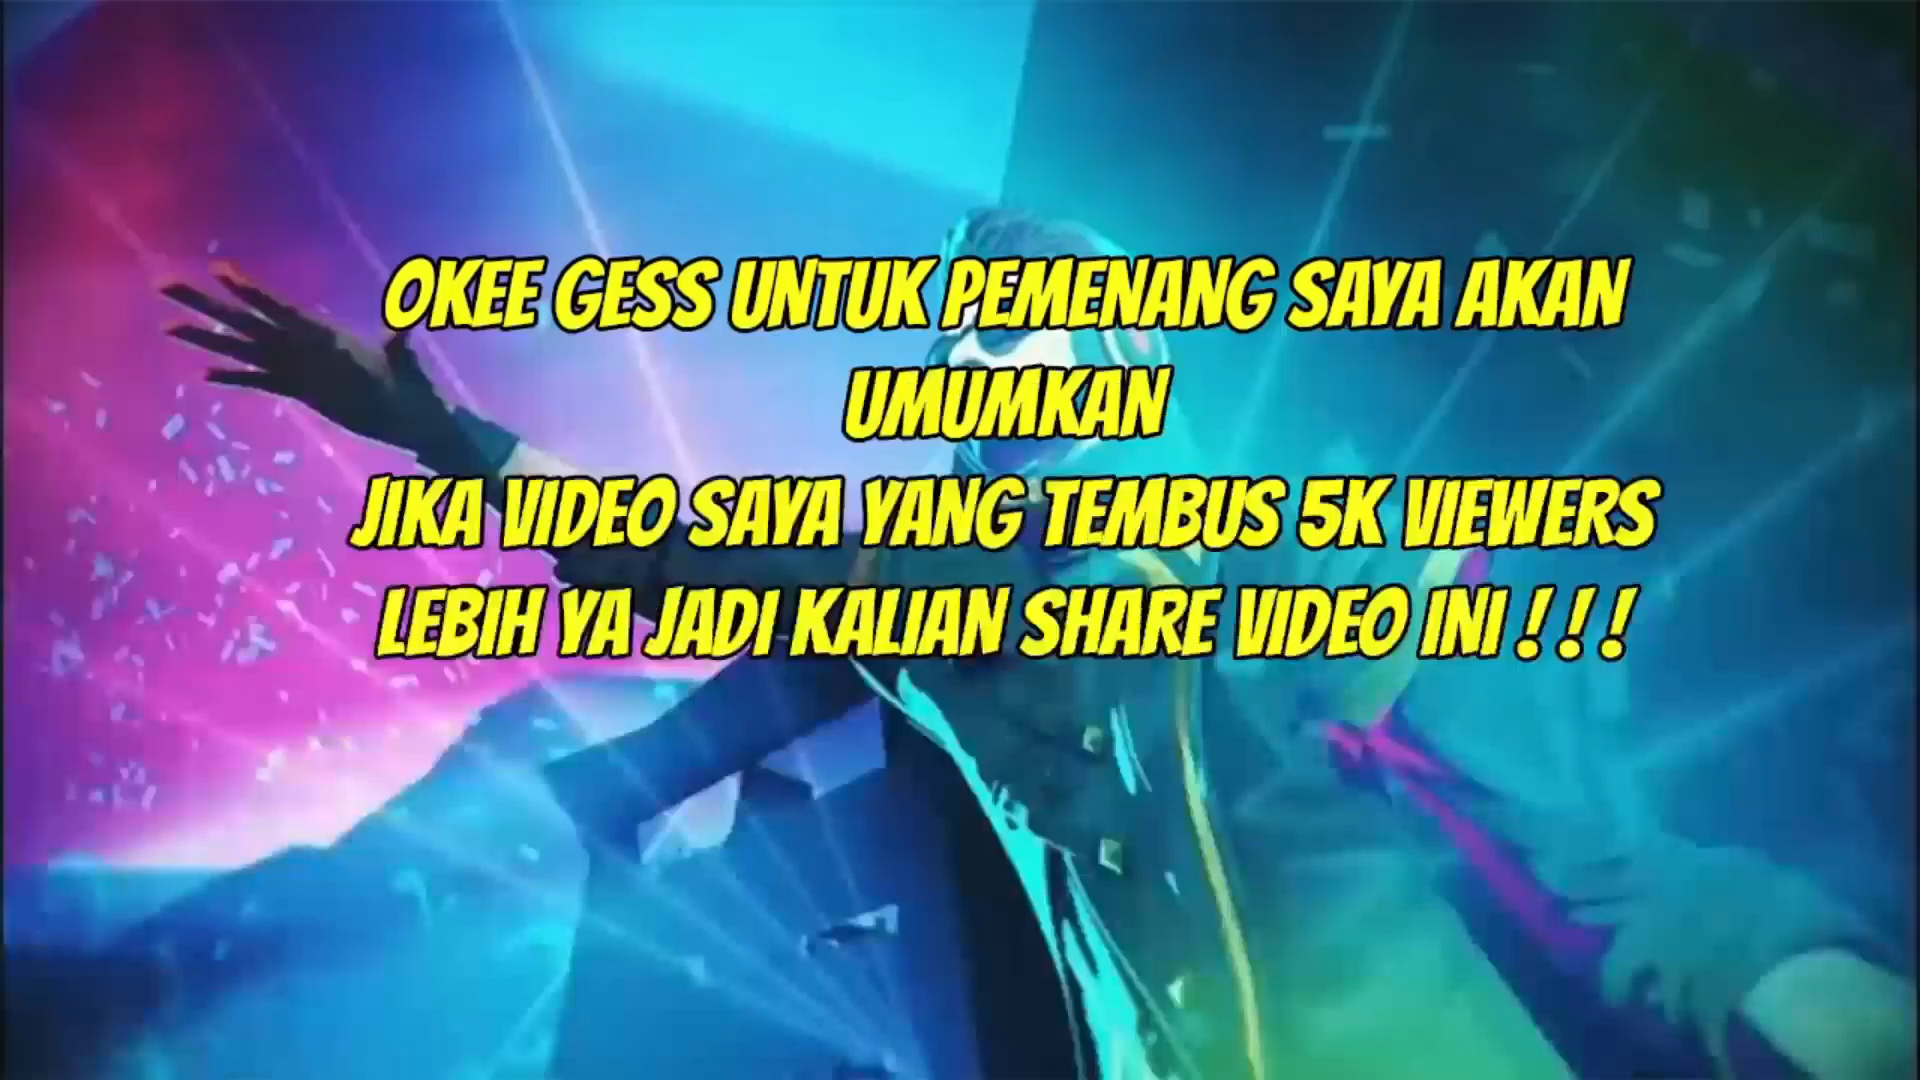 OKEE GESS UNTUK PEMENANG SAYA AKAN
UMUMKAN
JIKA VIDEO SAYA YANG TEMBUS 5K VIEWERS
LEBIH YA JADI KALIAN SHARE VIDEO INI ! ! !